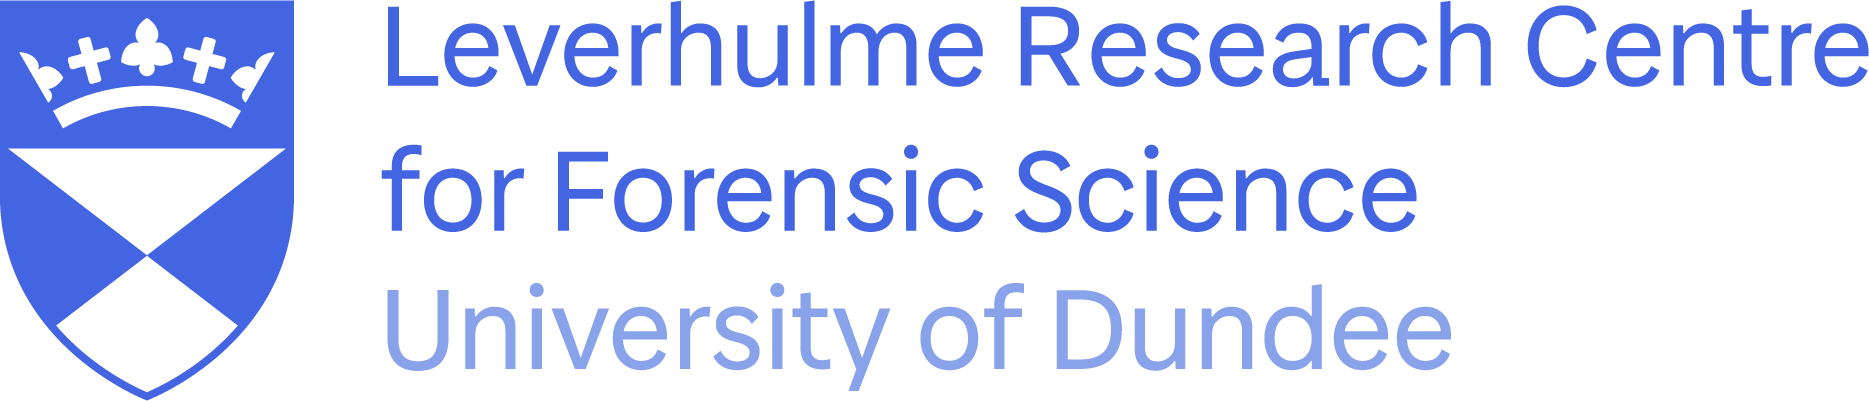 Leverhulme Research Centre
for Forensic Science
University of Dundee